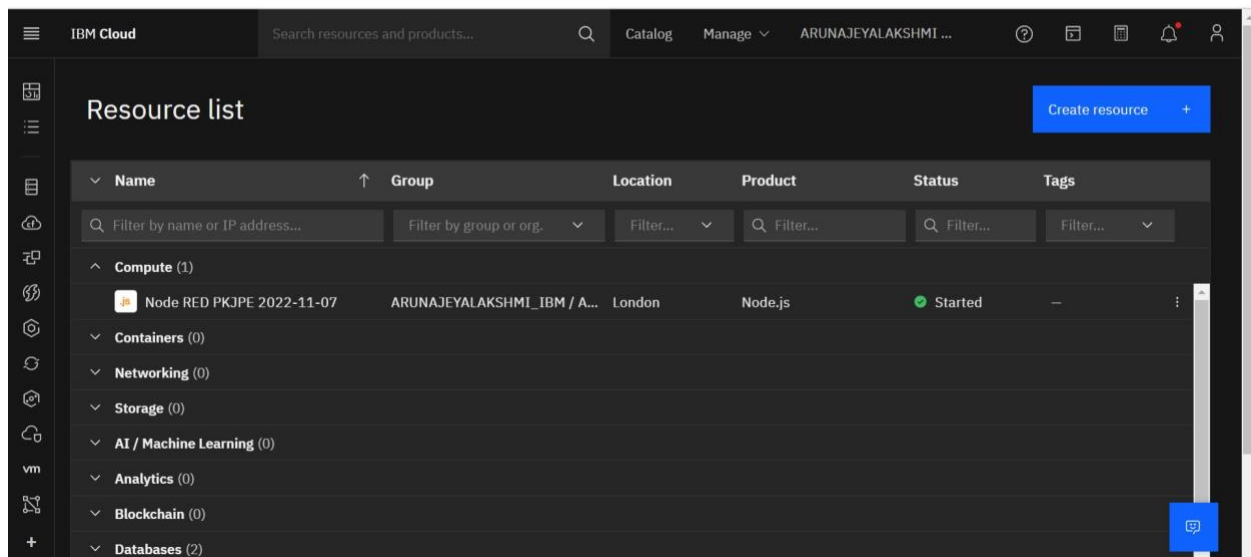 IBM Cloud Search resources and products... Catalog Manage ARUNAJEYALAKSHMI ...
Resource list
Create resource +
Name Group Location Product Status Tags
Filter by name or IP address... Filter by group or org. Filter... Filter... Filter... Filter...
Compute (1)
.js Node RED PKJPE 2022-11-07 ARUNAJEYALAKSHMI_IBM / A... London Node.js Started –
Containers (0)
Networking (0)
Storage (0)
AI / Machine Learning (0)
vm
Analytics (0)
Blockchain (0)
Databases (2)